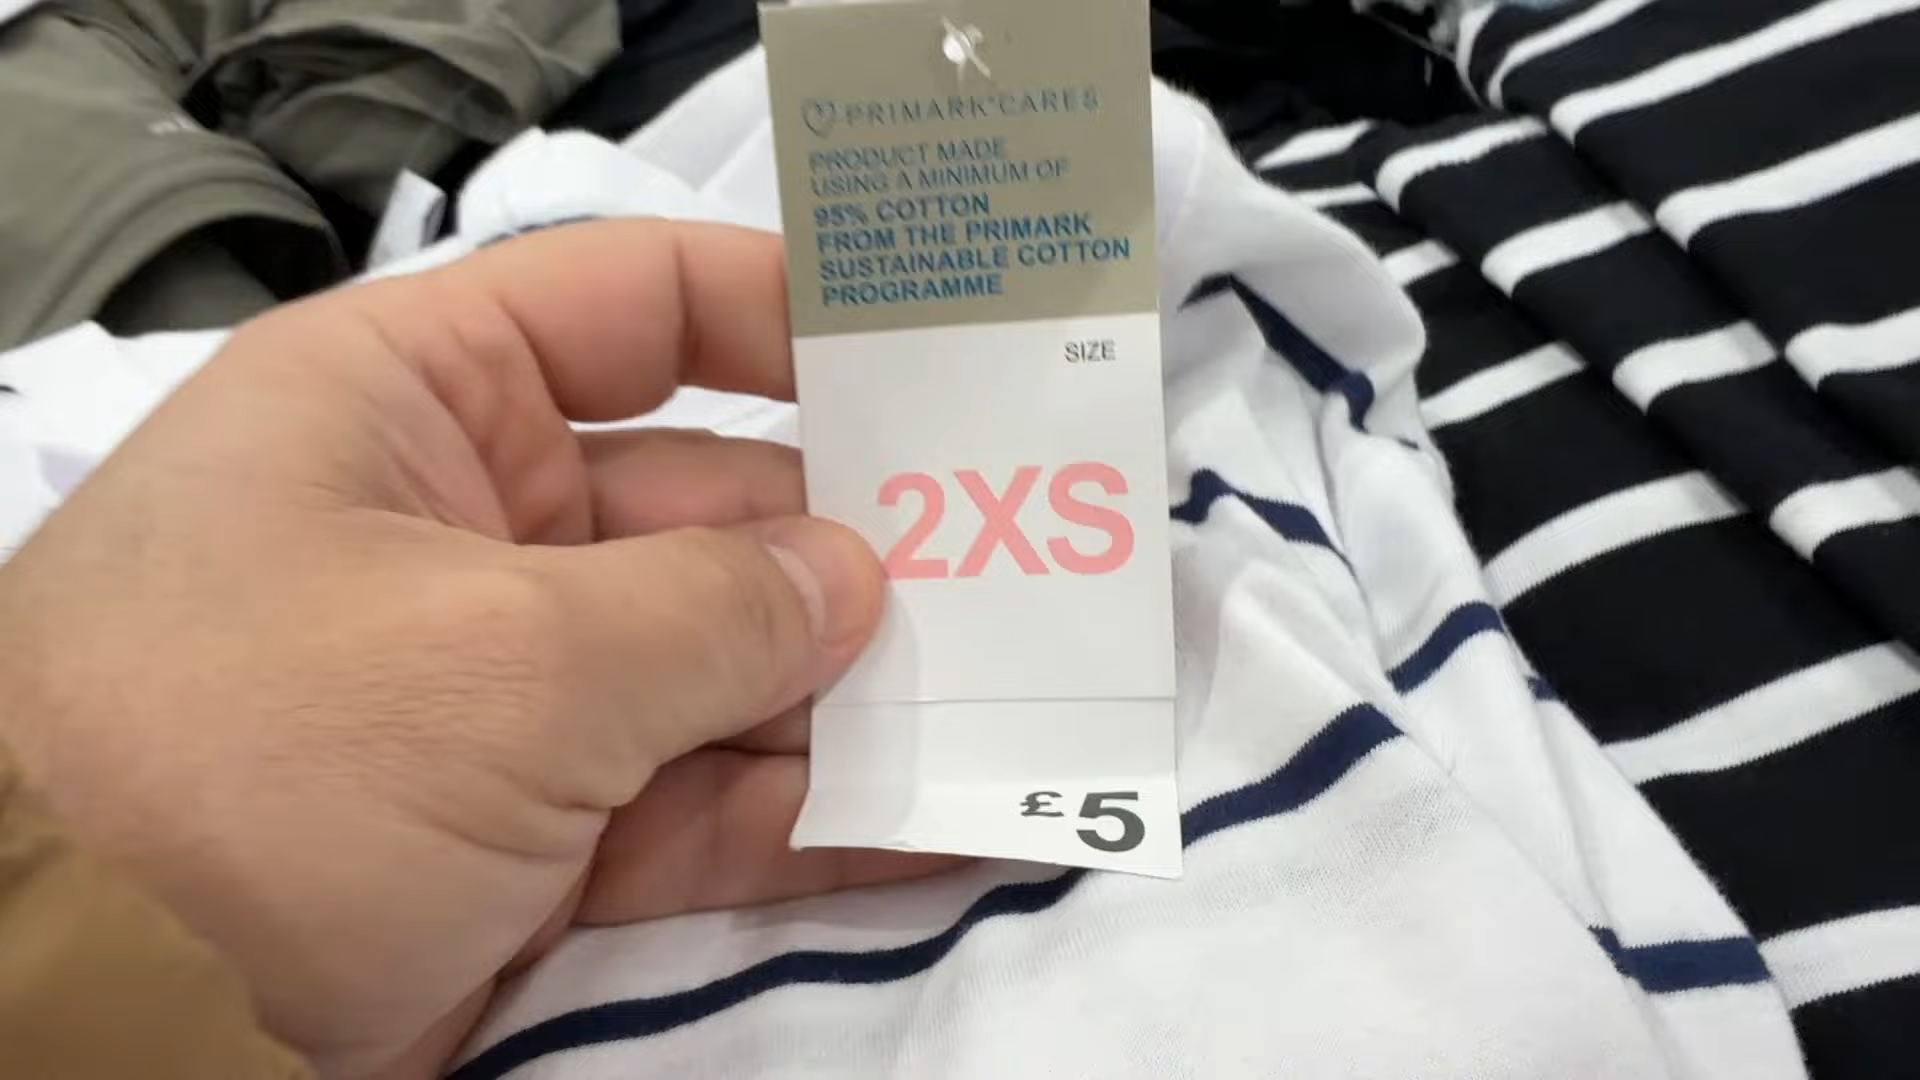 PRIMARK®CARES
PRODUCT MADE
USING A MINIMUM OF
95% COTTON
FROM THE PRIMARK
SUSTAINABLE COTTON
PROGRAMME
SIZE
2XS
£5